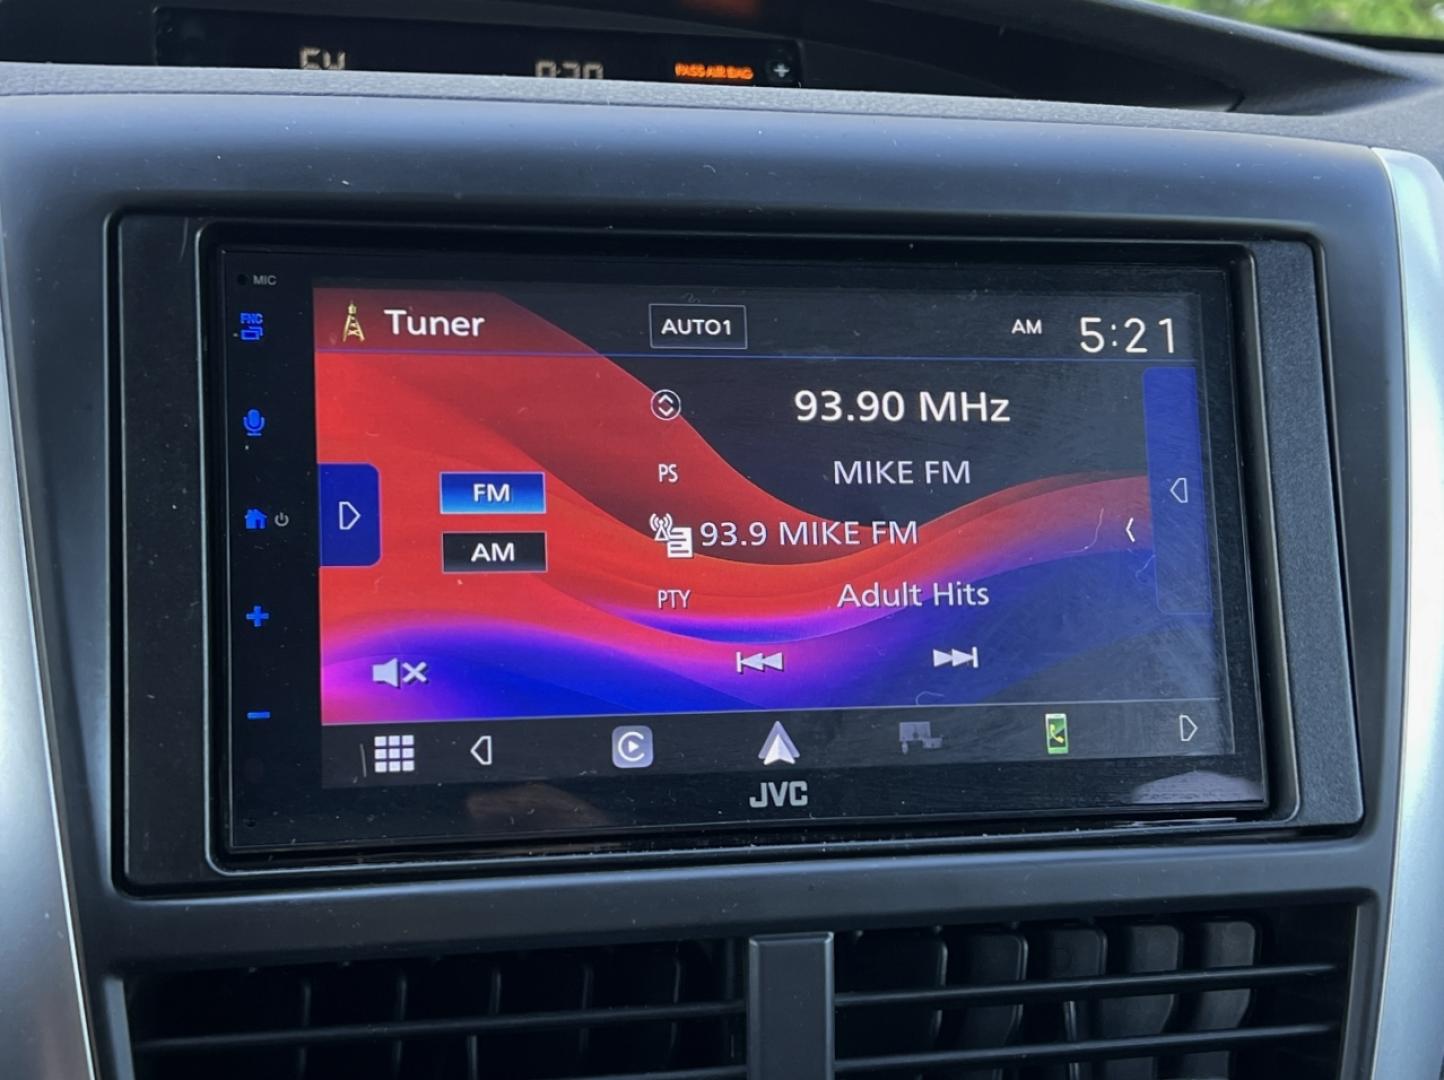 PASS AIR BAG
MIC
FNC
Tuner
AUTO1
AM 5:21
93.90 MHz
PS MIKE FM
FM
93.9 MIKE FM
AM
PTY Adult Hits
JVC